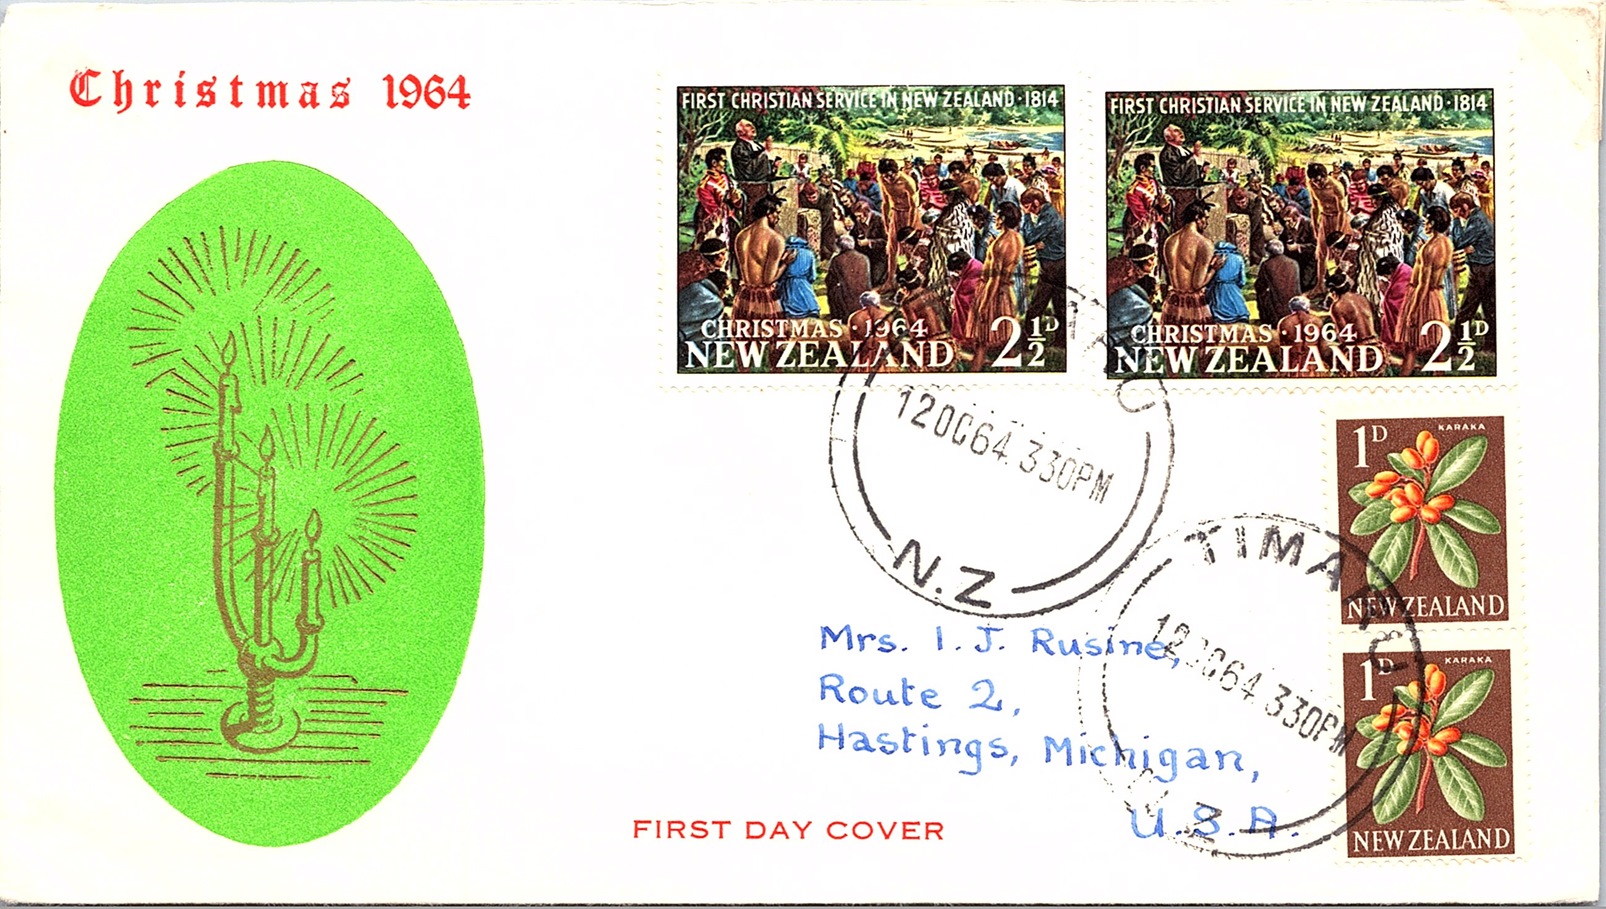 Christmas 1964
FIRST CHRISTIAN SERVICE IN NEW ZEALAND · 1814
CHRISTMAS · 1964
NEW ZEALAND 2½D
FIRST CHRISTIAN SERVICE IN NEW ZEALAND · 1814
CHRISTMAS · 1964
NEW ZEALAND 2½D
12OC64.330PM
N.Z
1D KARAKA
NEW ZEALAND
TIMARU
12OC64.330PM
1D KARAKA
NEW ZEALAND
Mrs. I. J. Rusine,
Route 2,
Hastings, Michigan,
U.S.A.
FIRST DAY COVER